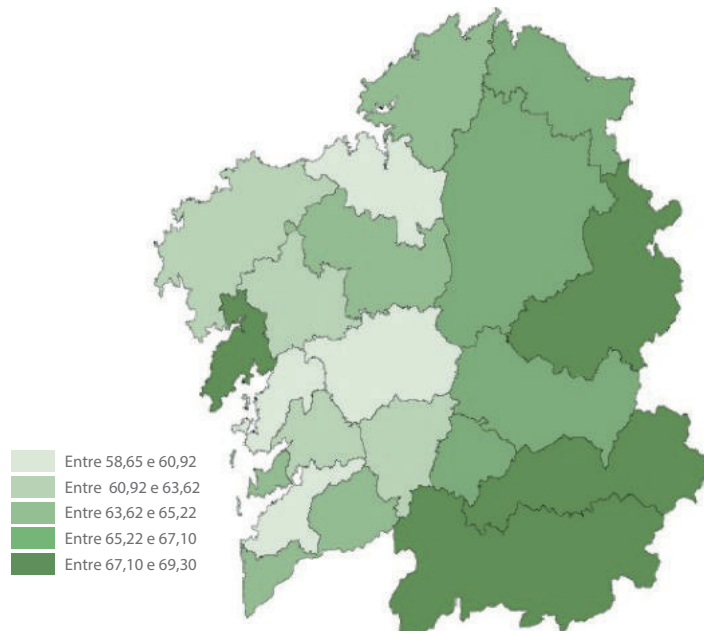 Entre 58,65 e 60,92
Entre 60,92 e 63,62
Entre 63,62 e 65,22
Entre 65,22 e 67,10
Entre 67,10 e 69,30